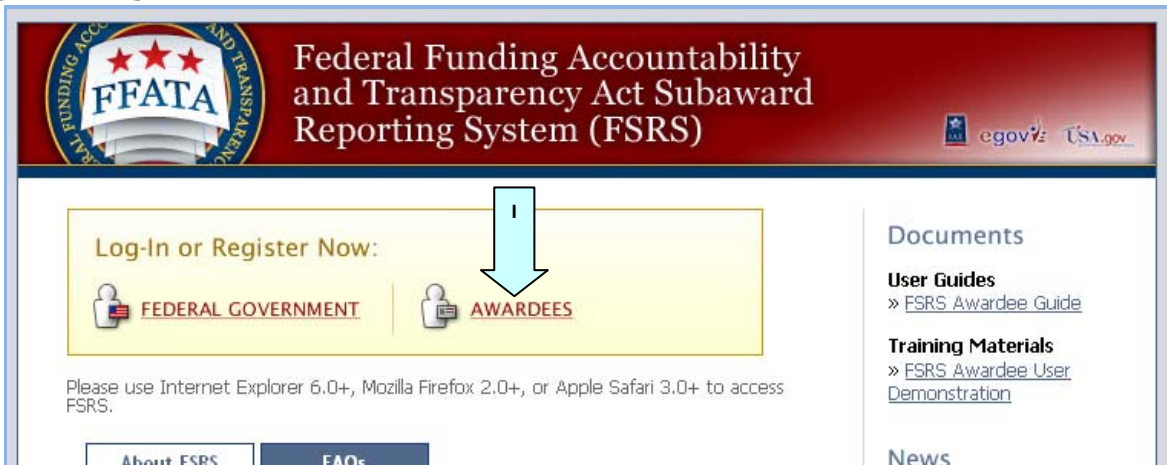 FFATA
Federal Funding Accountability
and Transparency Act Subaward
Reporting System (FSRS)
egov
USA.gov
I
Log-In or Register Now:
FEDERAL GOVERNMENT
AWARDEES
Please use Internet Explorer 6.0+, Mozilla Firefox 2.0+, or Apple Safari 3.0+ to access
FSRS.
About FSRS
FAQs
Documents
User Guides
» FSRS Awardee Guide
Training Materials
» FSRS Awardee User
Demonstration
News